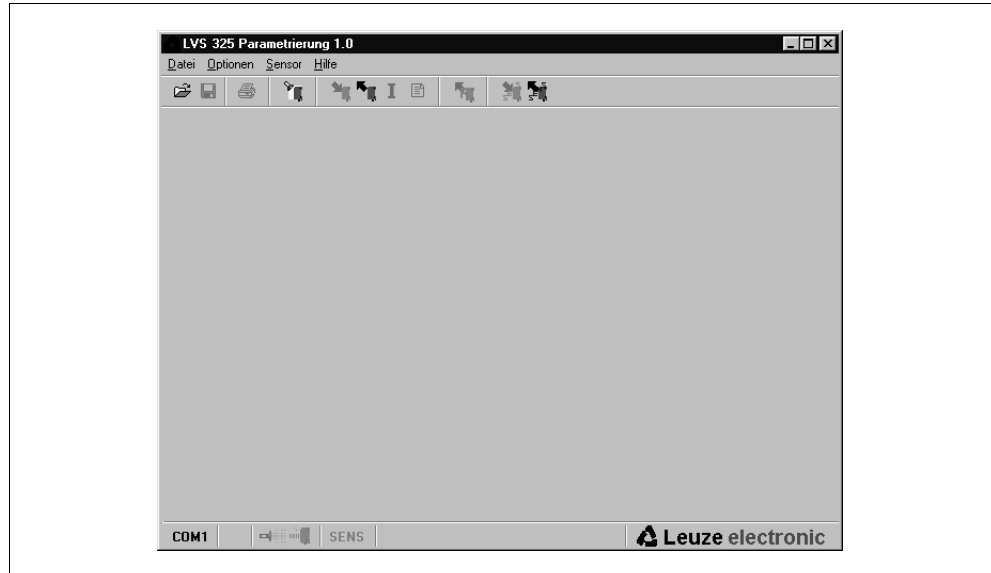 LVS 325 Parametrierung 1.0
Datei Optionen Sensor Hilfe
COM1 SENS Leuze electronic